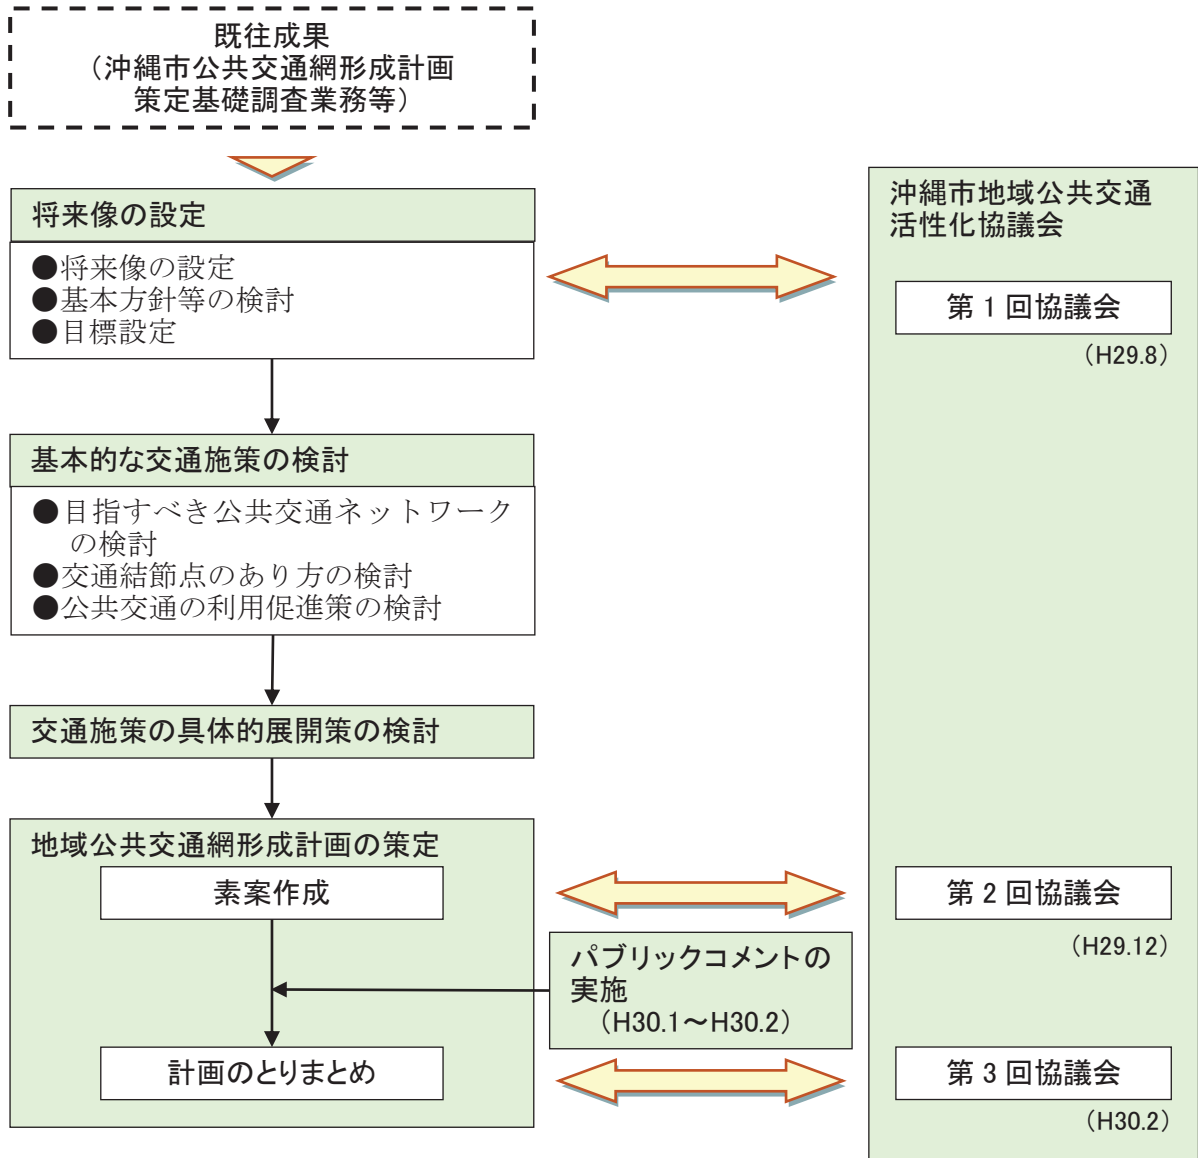 既往成果
（沖縄市公共交通網形成計画
策定基礎調査業務等）
将来像の設定
●将来像の設定
●基本方針等の検討
●目標設定
基本的な交通施策の検討
●目指すべき公共交通ネットワーク
の検討
●交通結節点のあり方の検討
●公共交通の利用促進策の検討
交通施策の具体的展開策の検討
地域公共交通網形成計画の策定
素案作成
パブリックコメントの
実施
（H30.1～H30.2）
計画のとりまとめ
沖縄市地域公共交通
活性化協議会
第１回協議会
（H29.8）
第２回協議会
（H29.12）
第３回協議会
（H30.2）